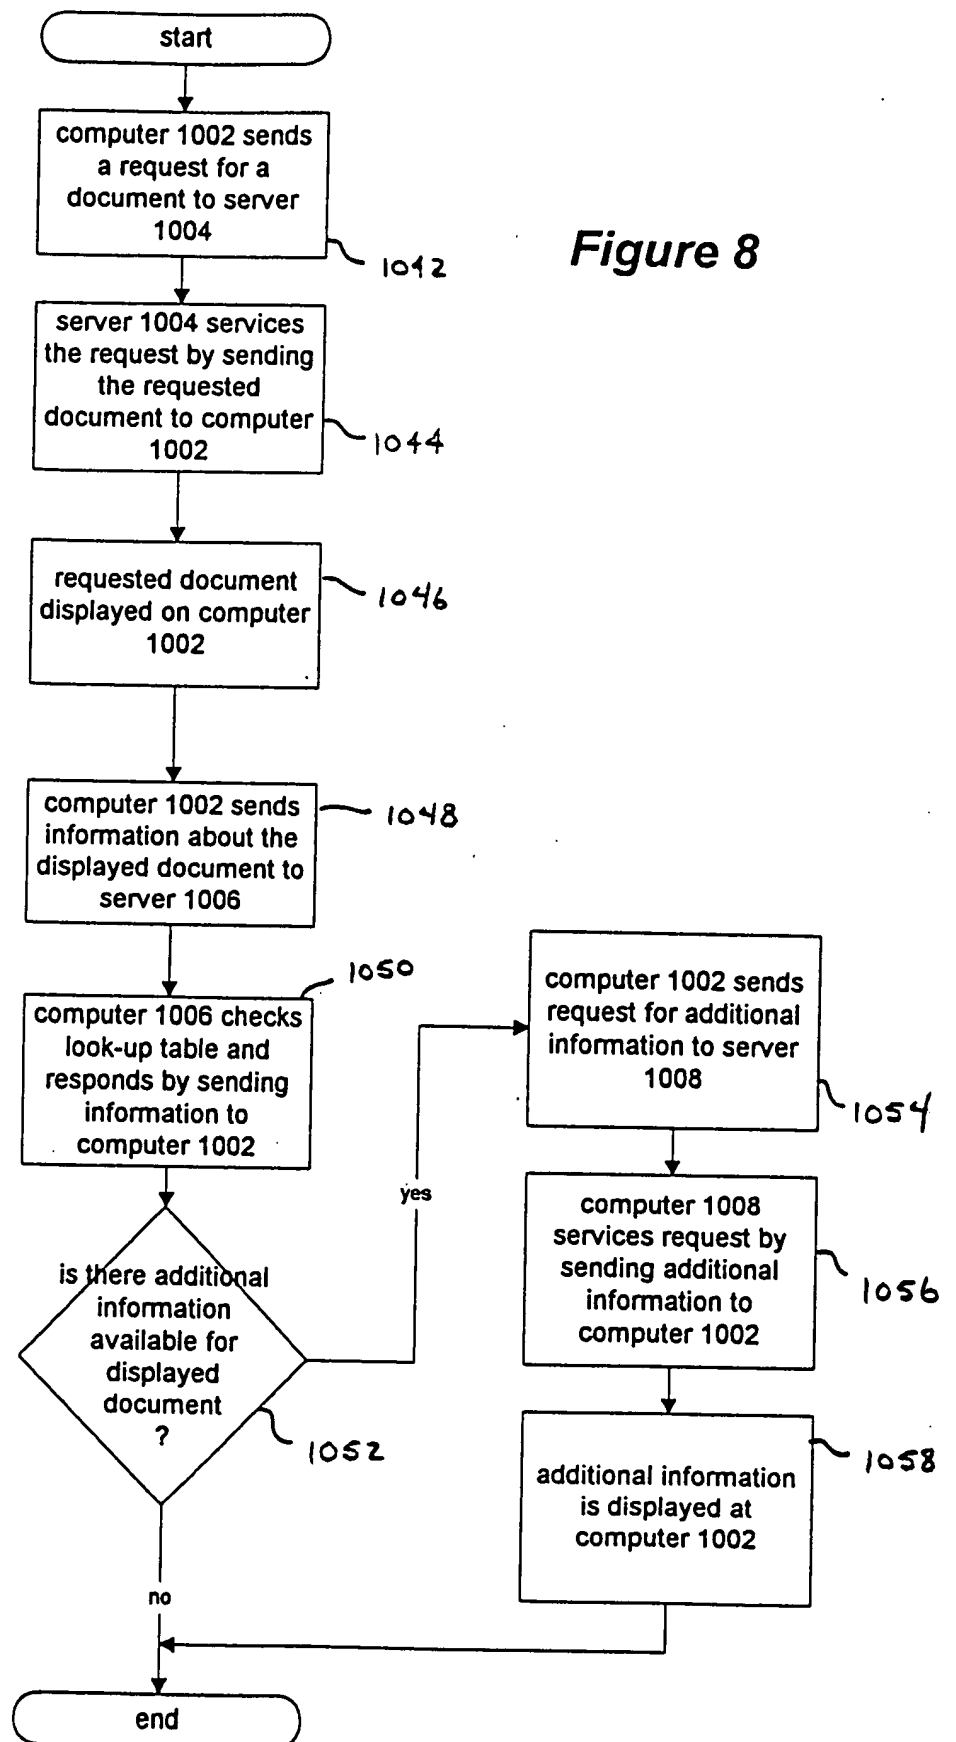 start
computer 1002 sends
a request for a
document to server
1004
1042
Figure 8
server 1004 services
the request by sending
the requested
document to computer
1002
1044
requested document
displayed on computer
1002
1046
computer 1002 sends
information about the
displayed document to
server 1006
1048
computer 1006 checks
look-up table and
responds by sending
information to
computer 1002
1050
is there additional
information
available for
displayed
document
?
1052
yes
no
computer 1002 sends
request for additional
information to server
1008
1054
computer 1008
services request by
sending additional
information to
computer 1002
1056
additional information
is displayed at
computer 1002
1058
end